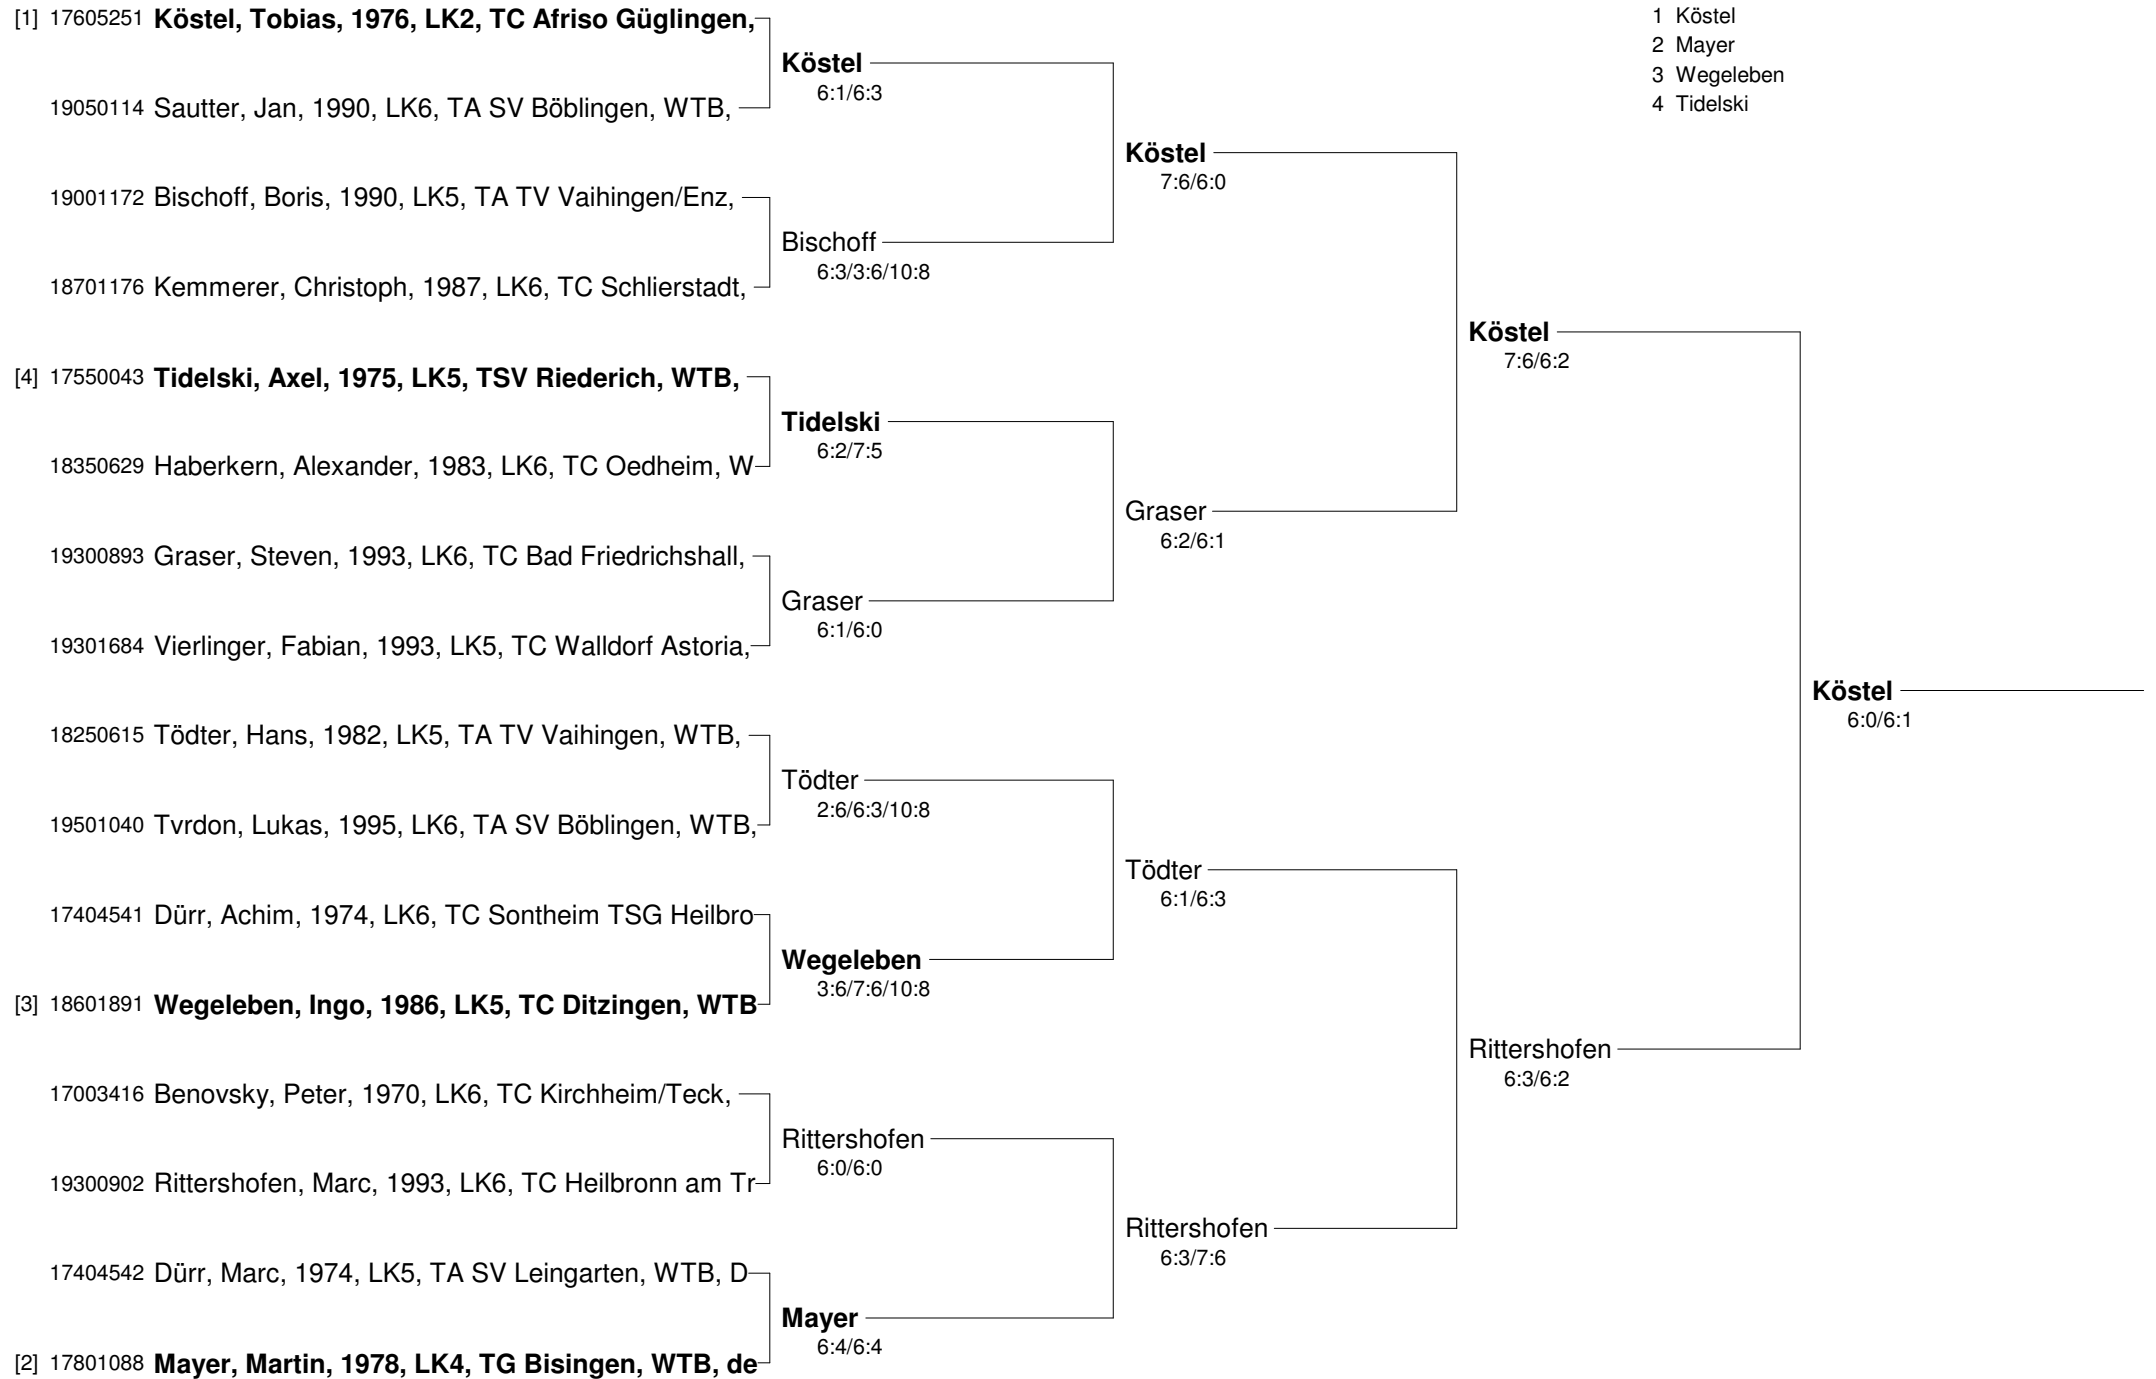 [1] 17605251 Köstel, Tobias, 1976, LK2, TC Afriso Güglingen,
1 Köstel
2 Mayer
3 Wegeleben
4 Tidelski
Köstel
6:1/6:3
19050114 Sautter, Jan, 1990, LK6, TA SV Böblingen, WTB,
Köstel
7:6/6:0
19001172 Bischoff, Boris, 1990, LK5, TA TV Vaihingen/Enz,
Bischoff
6:3/3:6/10:8
18701176 Kemmerer, Christoph, 1987, LK6, TC Schlierstadt,
Köstel
7:6/6:2
[4] 17550043 Tidelski, Axel, 1975, LK5, TSV Riederich, WTB,
Tidelski
6:2/7:5
18350629 Haberkern, Alexander, 1983, LK6, TC Oedheim, W
Graser
6:2/6:1
19300893 Graser, Steven, 1993, LK6, TC Bad Friedrichshall,
Graser
6:1/6:0
19301684 Vierlinger, Fabian, 1993, LK5, TC Walldorf Astoria,
Köstel
6:0/6:1
18250615 Tödter, Hans, 1982, LK5, TA TV Vaihingen, WTB,
Tödter
2:6/6:3/10:8
19501040 Tvrdon, Lukas, 1995, LK6, TA SV Böblingen, WTB,
Tödter
6:1/6:3
17404541 Dürr, Achim, 1974, LK6, TC Sontheim TSG Heilbro
Wegeleben
3:6/7:6/10:8
[3] 18601891 Wegeleben, Ingo, 1986, LK5, TC Ditzingen, WTB
Rittershofen
6:3/6:2
17003416 Benovsky, Peter, 1970, LK6, TC Kirchheim/Teck,
Rittershofen
6:0/6:0
19300902 Rittershofen, Marc, 1993, LK6, TC Heilbronn am Tr
Rittershofen
6:3/7:6
17404542 Dürr, Marc, 1974, LK5, TA SV Leingarten, WTB, D
Mayer
6:4/6:4
[2] 17801088 Mayer, Martin, 1978, LK4, TG Bisingen, WTB, de